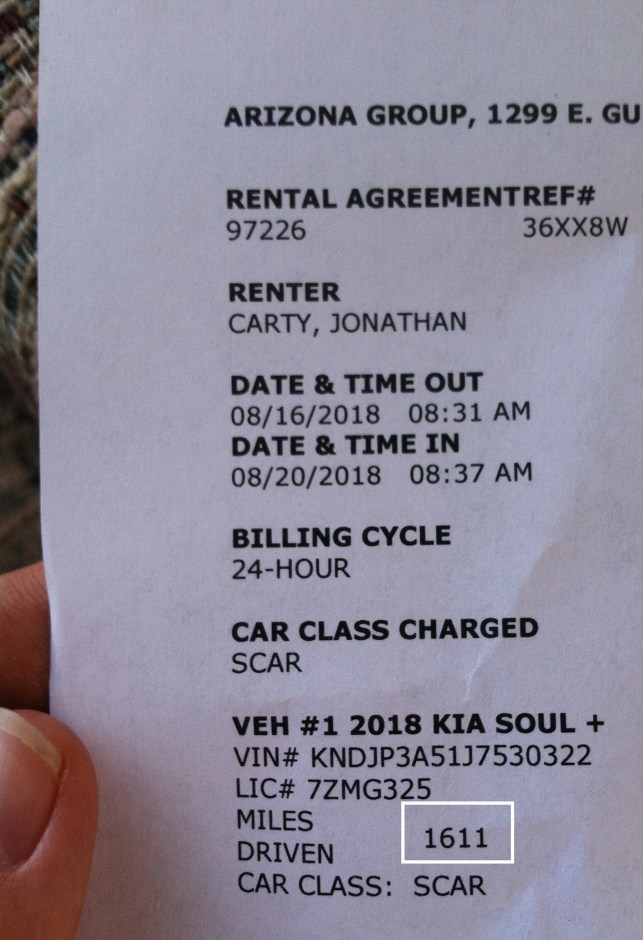 ARIZONA GROUP, 1299 E. GU
RENTAL AGREEMENTREF#
97226 36XX8W
RENTER
CARTY, JONATHAN
DATE & TIME OUT
08/16/2018 08:31 AM
DATE & TIME IN
08/20/2018 08:37 AM
BILLING CYCLE
24-HOUR
CAR CLASS CHARGED
SCAR
VEH #1 2018 KIA SOUL +
VIN# KNDJP3A51J7530322
LIC# 7ZMG325
MILES
DRIVEN 1611
CAR CLASS: SCAR